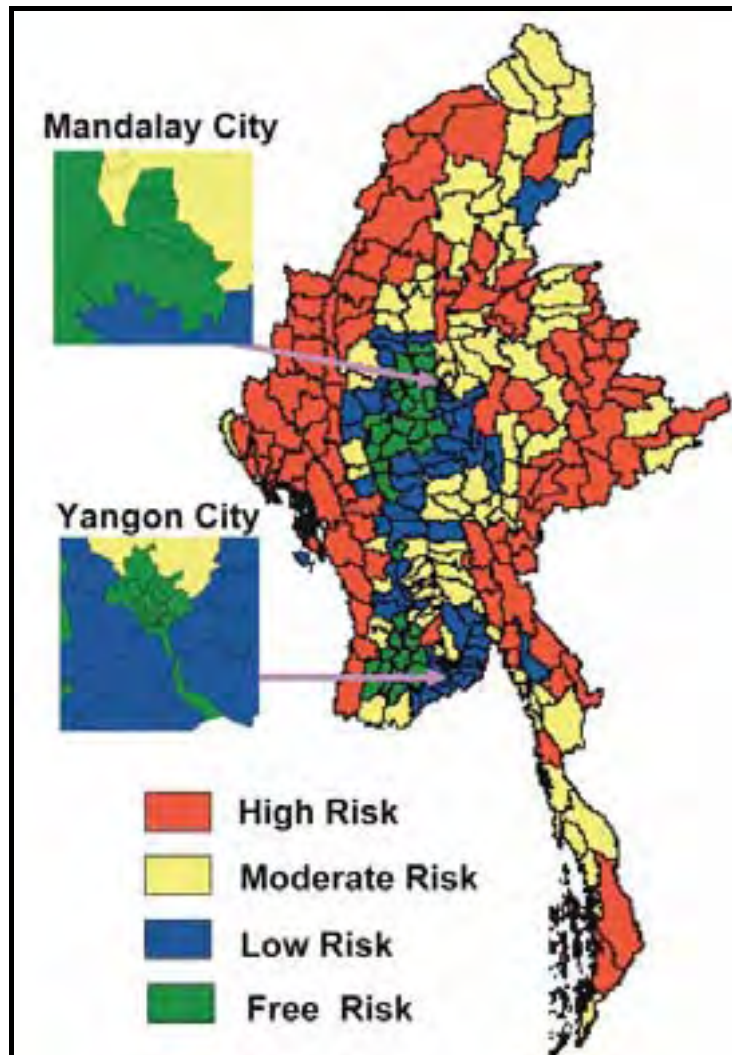 Mandalay City
Yangon City
High Risk
Moderate Risk
Low Risk
Free Risk